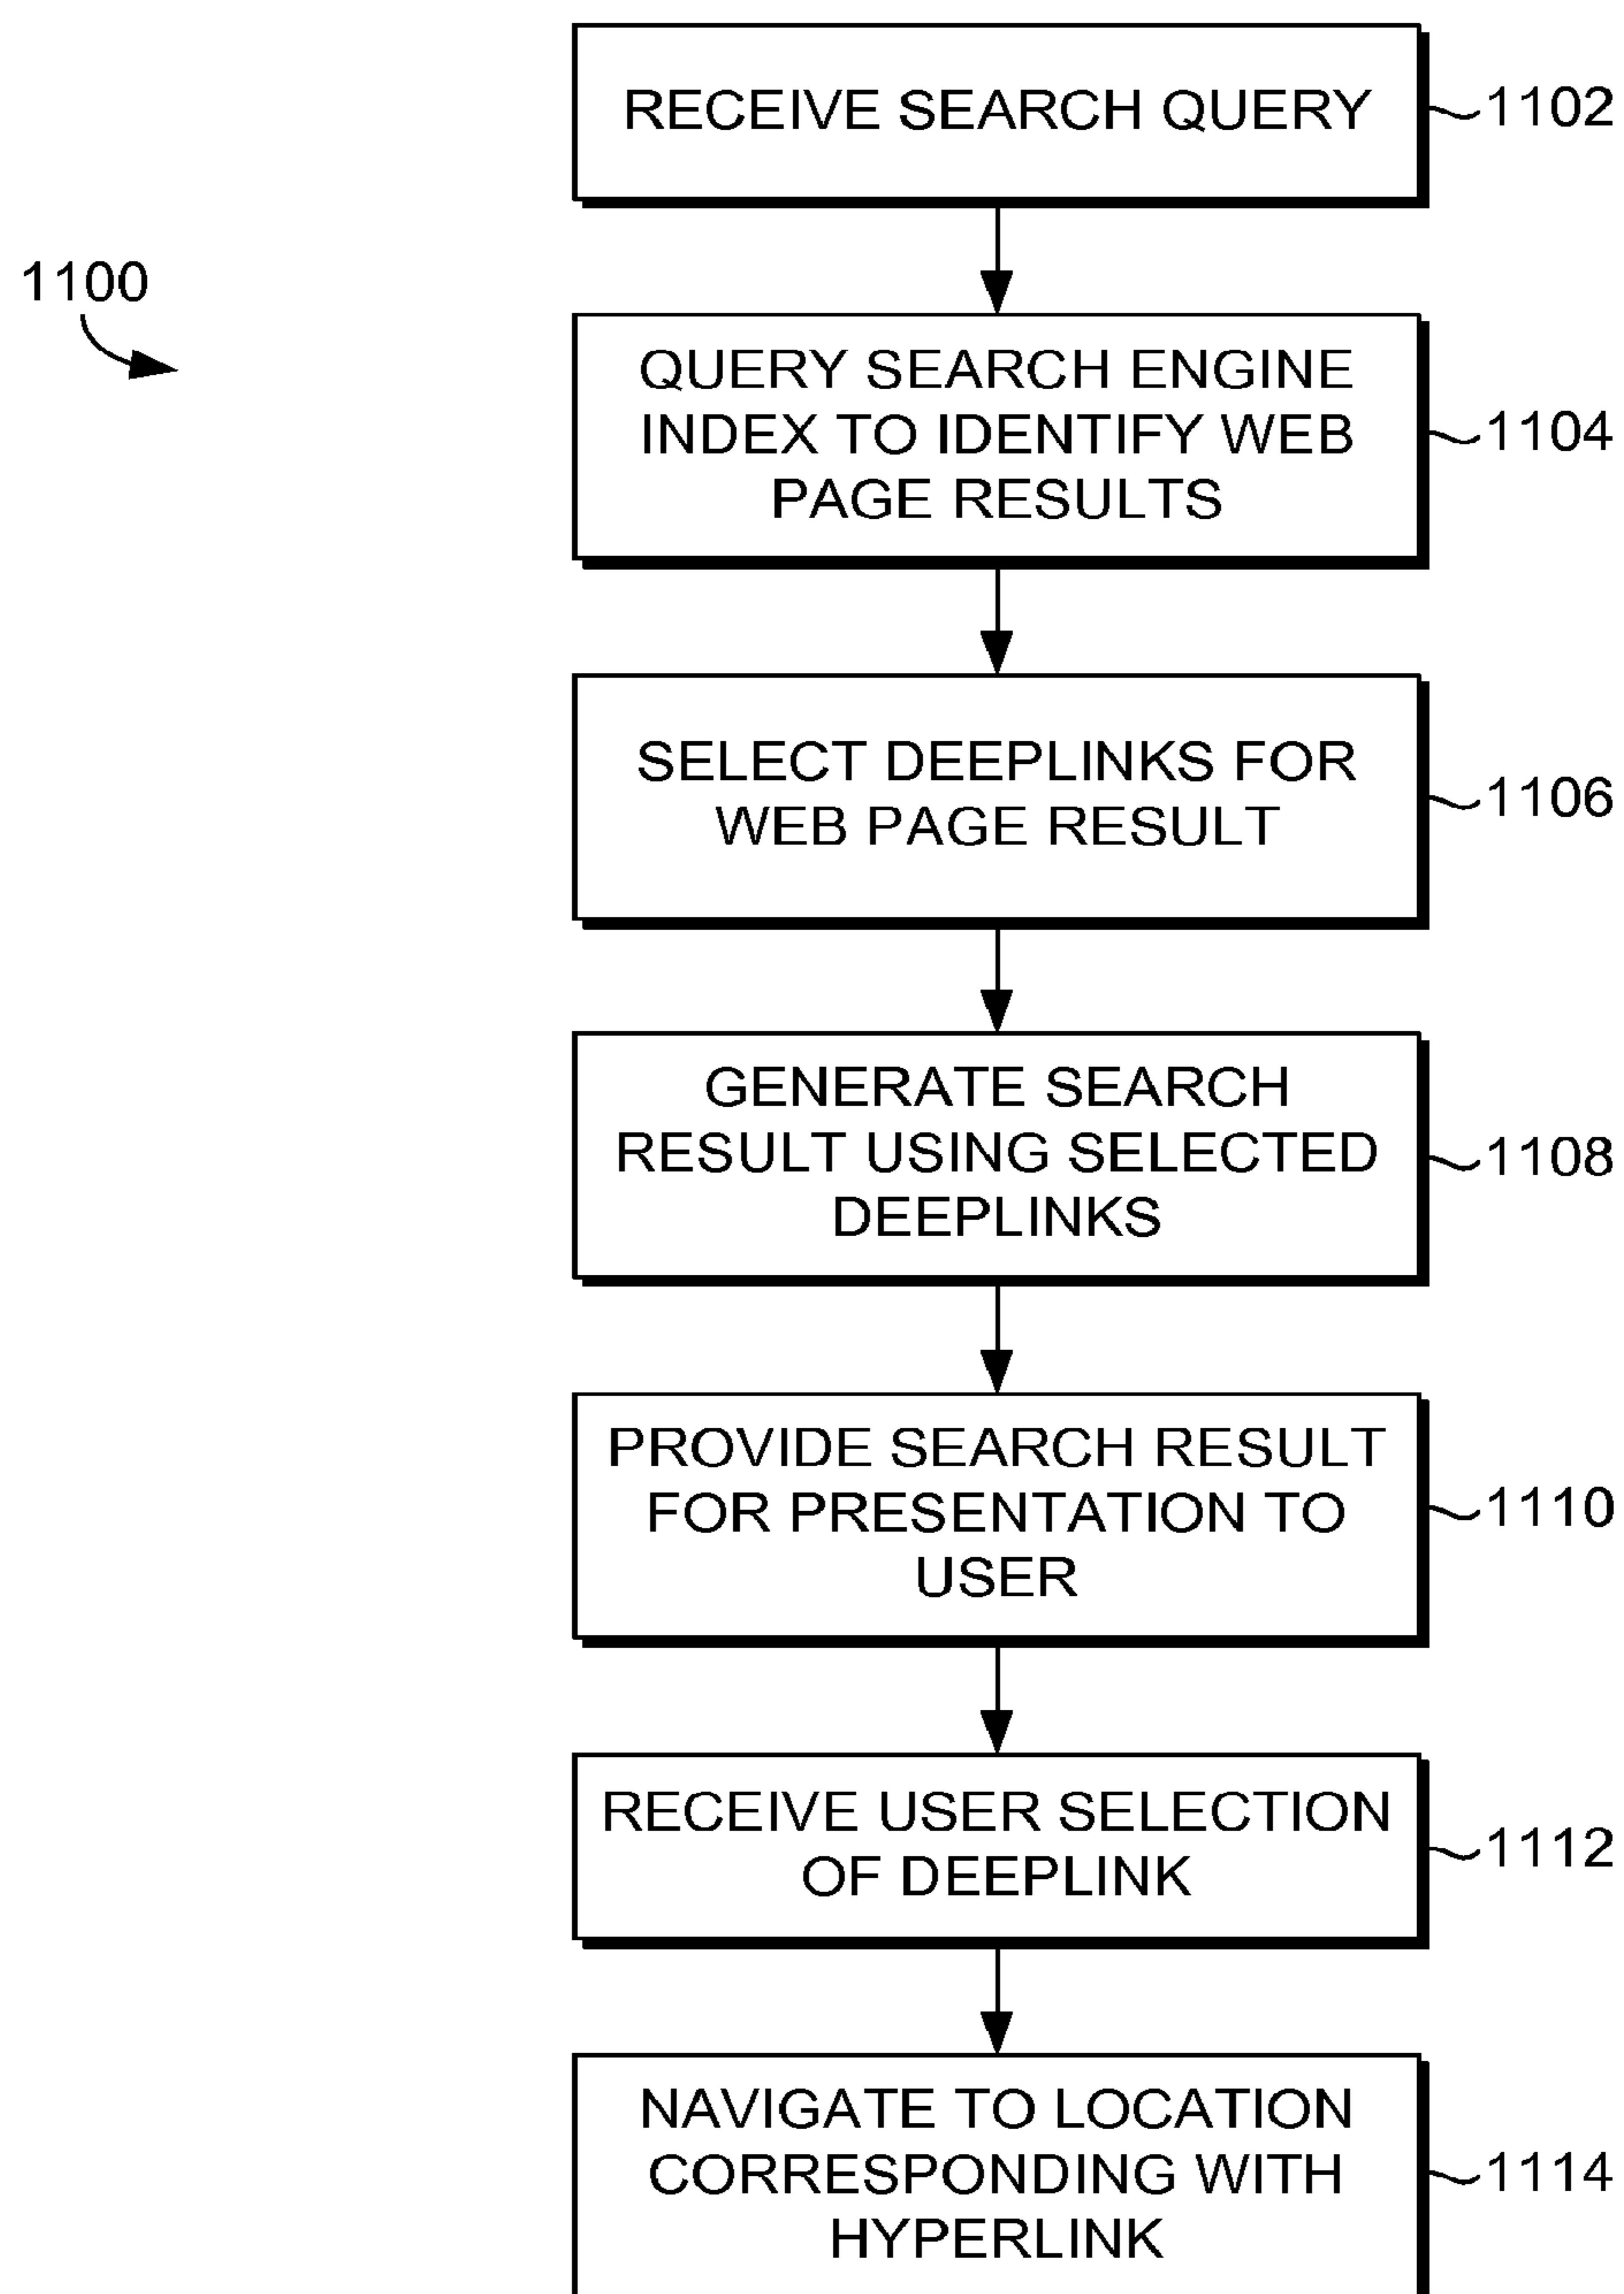 RECEIVE SEARCH QUERY
1102
1100
QUERY SEARCH ENGINE
INDEX TO IDENTIFY WEB
PAGE RESULTS
1104
SELECT DEEPLINKS FOR
WEB PAGE RESULT
1106
GENERATE SEARCH
RESULT USING SELECTED
DEEPLINKS
1108
PROVIDE SEARCH RESULT
FOR PRESENTATION TO
USER
1110
RECEIVE USER SELECTION
OF DEEPLINK
1112
NAVIGATE TO LOCATION
CORRESPONDING WITH
HYPERLINK
1114